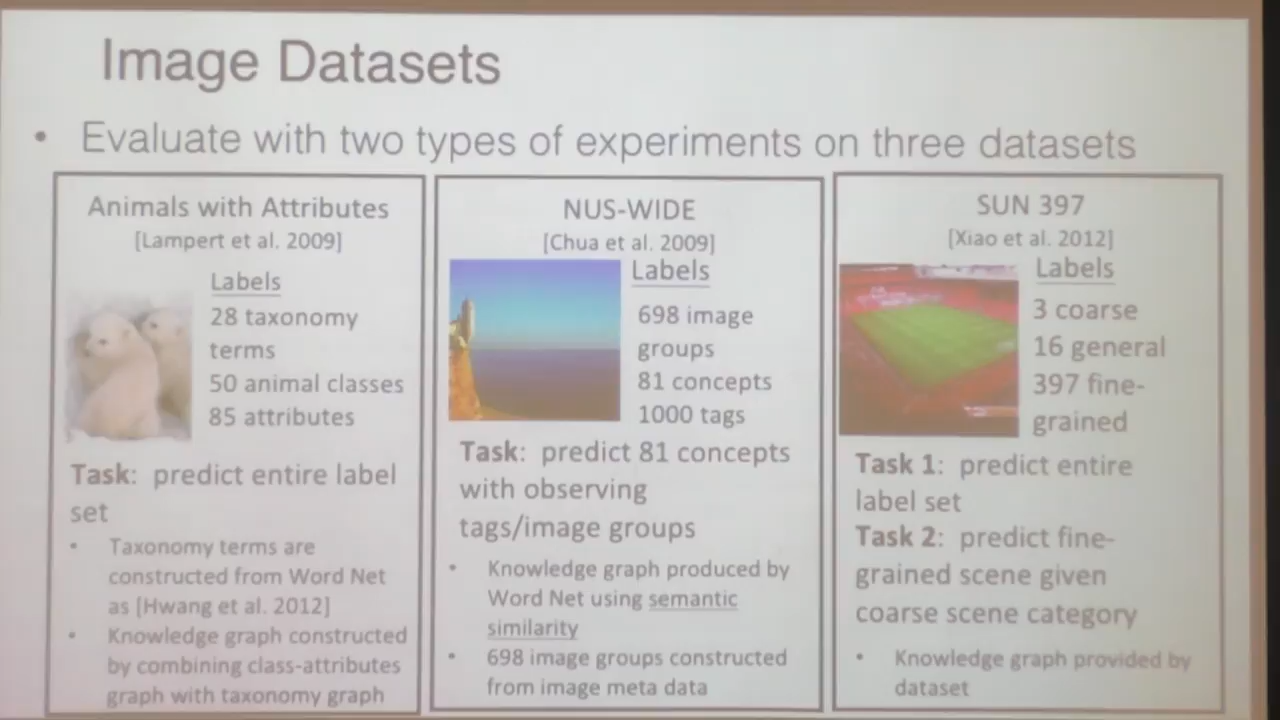 Image Datasets
• Evaluate with two types of experiments on three datasets
Animals with Attributes
[Lampert et al. 2009]
Labels
28 taxonomy
terms
50 animal classes
85 attributes
Task: predict entire label
set
• Taxonomy terms are
constructed from Word Net
as [Hwang et al. 2012]
• Knowledge graph constructed
by combining class-attributes
graph with taxonomy graph
NUS-WIDE
[Chua et al. 2009]
Labels
698 image
groups
81 concepts
1000 tags
Task: predict 81 concepts
with observing
tags/image groups
• Knowledge graph produced by
Word Net using semantic
similarity
• 698 image groups constructed
from image meta data
SUN 397
[Xiao et al. 2012]
Labels
3 coarse
16 general
397 fine-
grained
Task 1: predict entire
label set
Task 2: predict fine-
grained scene given
coarse scene category
• Knowledge graph provided by
dataset